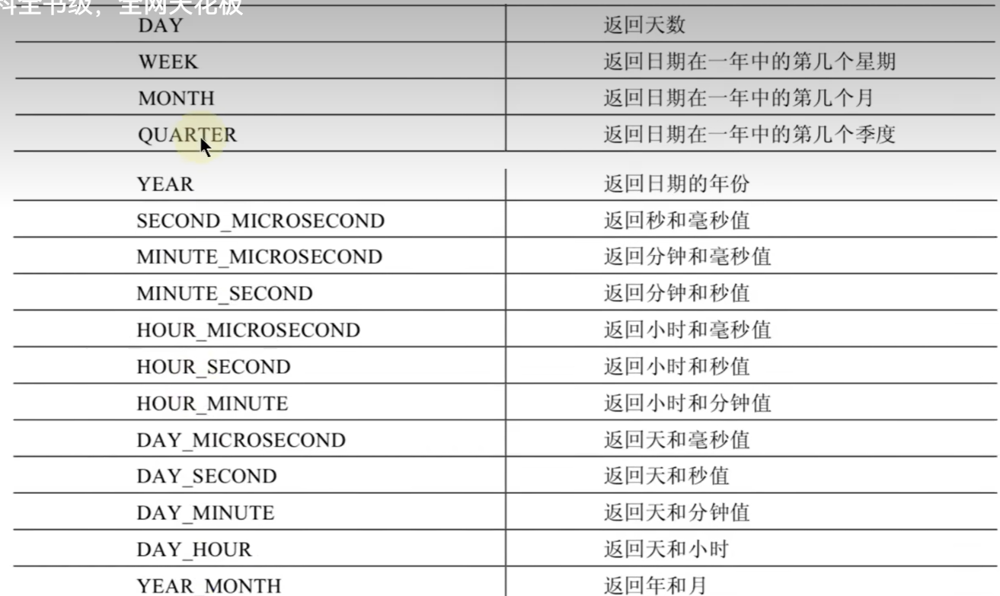 科全书级，全网天花板
DAY 返回天数
WEEK 返回日期在一年中的第几个星期
MONTH 返回日期在一年中的第几个月
QUARTER 返回日期在一年中的第几个季度
YEAR 返回日期的年份
SECOND_MICROSECOND 返回秒和毫秒值
MINUTE_MICROSECOND 返回分钟和毫秒值
MINUTE_SECOND 返回分钟和秒值
HOUR_MICROSECOND 返回小时和毫秒值
HOUR_SECOND 返回小时和秒值
HOUR_MINUTE 返回小时和分钟值
DAY_MICROSECOND 返回天和毫秒值
DAY_SECOND 返回天和秒值
DAY_MINUTE 返回天和分钟值
DAY_HOUR 返回天和小时
YEAR_MONTH 返回年和月